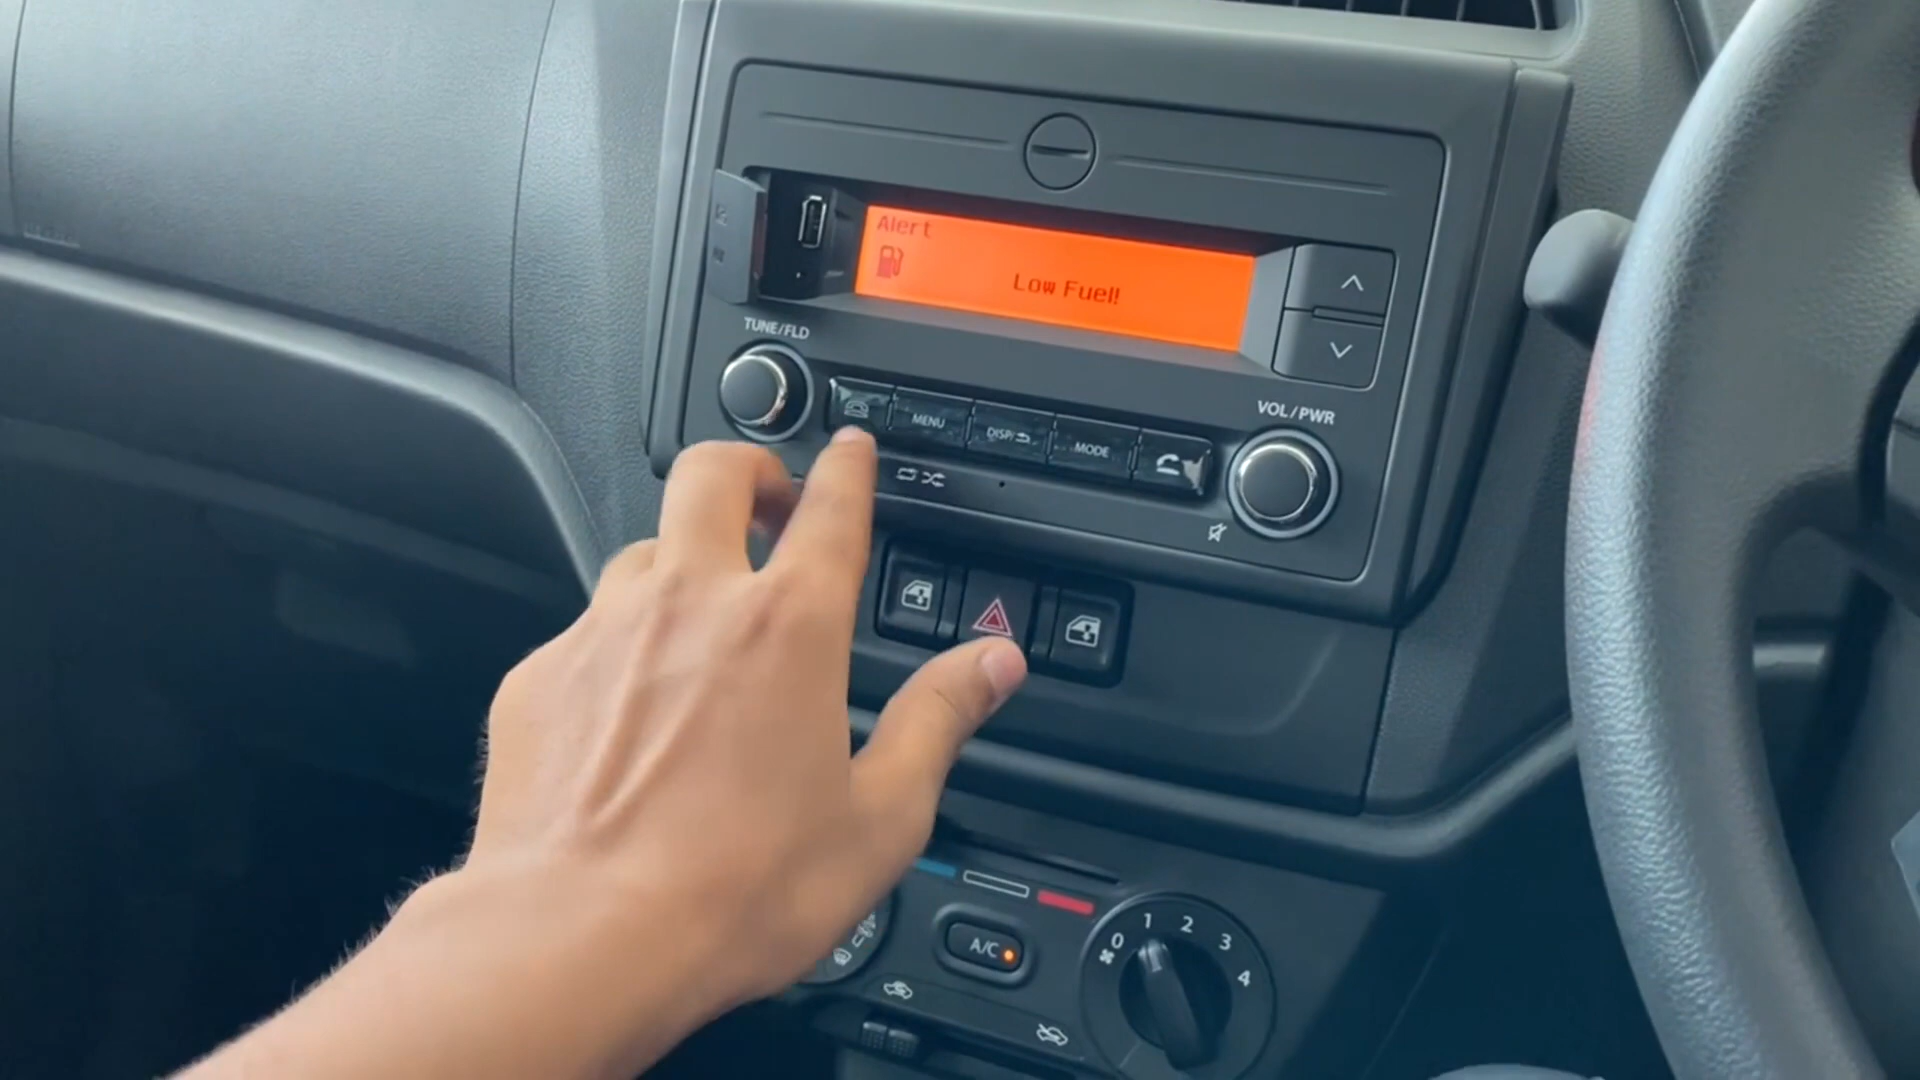 Alert
Low Fuel!
TUNE/FLD
VOL/PWR
MENU
DISP/
MODE
A/C
0
1
2
3
4